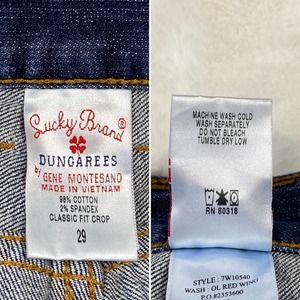 Lucky Brand
DUNGAREES
BY GENE MONTESANO
MADE IN VIETNAM
98% COTTON
2% SPANDEX
CLASSIC FIT CROP
29
MACHINE WASH COLD
WASH SEPARATELY
DO NOT BLEACH
TUMBLE DRY LOW
RN 80318
STYLE : 7W10540
WASH : OL RED WING
P.O.#2353600